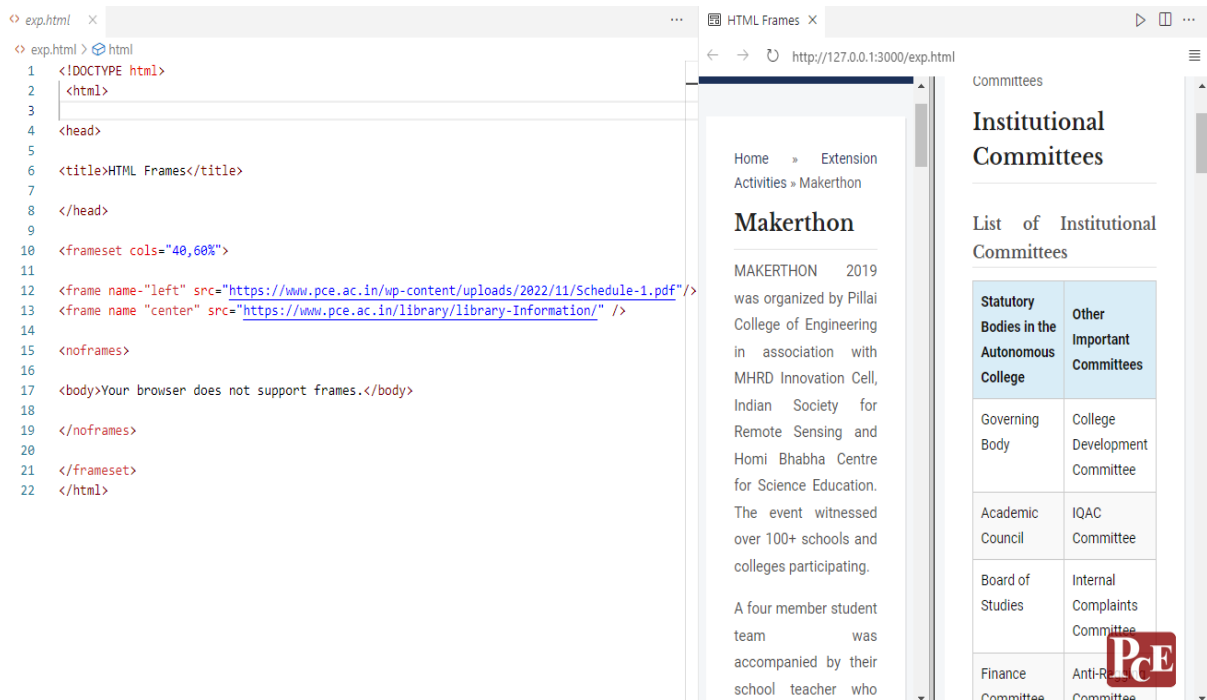 exp.html
exp.html > html
1 <!DOCTYPE html>
2 <html>
3
4 <head>
5
6 <title>HTML Frames</title>
7
8 </head>
9
10 <frameset cols="40,60%">
11
12 <frame name-"left" src="https://www.pce.ac.in/wp-content/uploads/2022/11/Schedule-1.pdf"/>
13 <frame name "center" src="https://www.pce.ac.in/library/library-Information/" />
14
15 <noframes>
16
17 <body>Your browser does not support frames.</body>
18
19 </noframes>
20
21 </frameset>
22 </html>
HTML Frames
http://127.0.0.1:3000/exp.html
Home » Extension
Activities » Makerthon
Makerthon
MAKERTHON 2019
was organized by Pillai
College of Engineering
in association with
MHRD Innovation Cell,
Indian Society for
Remote Sensing and
Homi Bhabha Centre
for Science Education.
The event witnessed
over 100+ schools and
colleges participating.
A four member student
team was
accompanied by their
school teacher who
Committees
Institutional
Committees
List of Institutional
Committees
Statutory
Bodies in the
Autonomous
College
Other
Important
Committees
Governing
Body
College
Development
Committee
Academic
Council
IQAC
Committee
Board of
Studies
Internal
Complaints
Committee
Finance
Committee
Committee
PCE